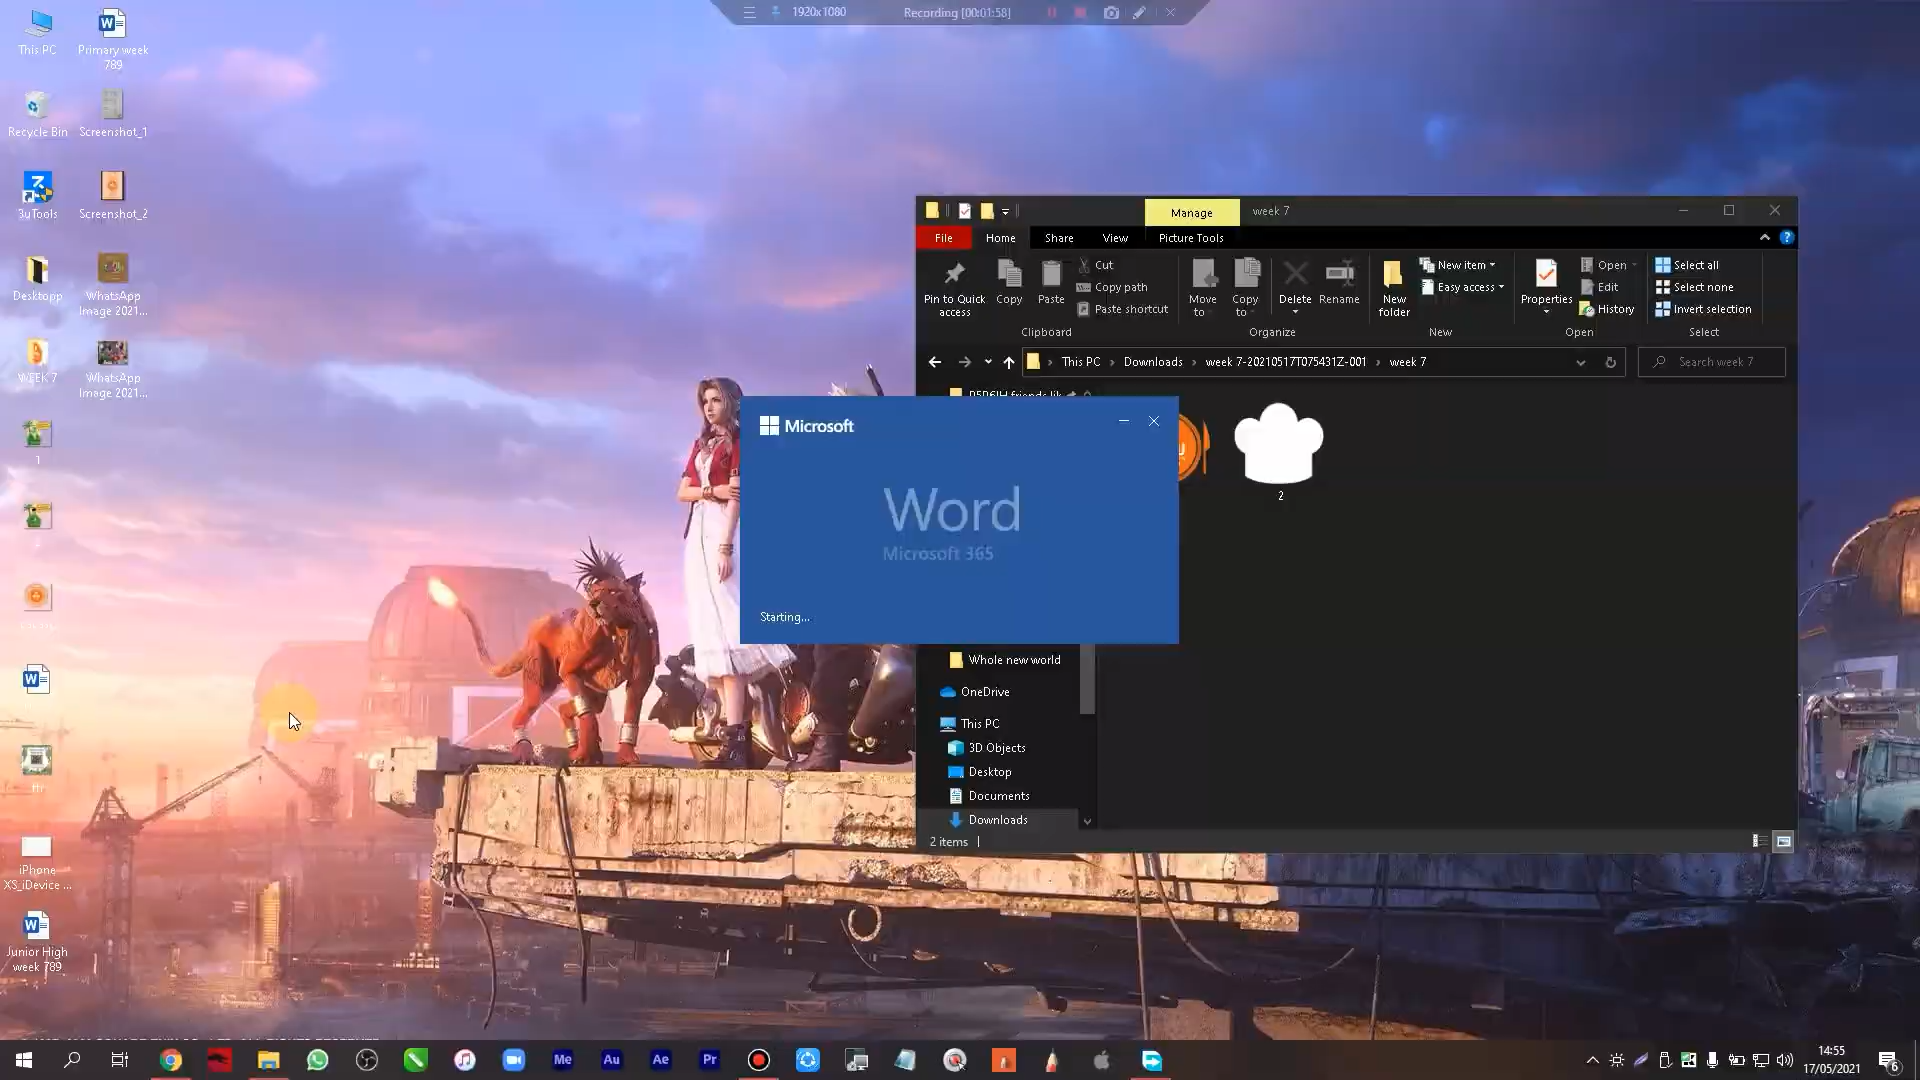 1920x1080
Recording [00:01:58]
This PC
Primary week
789
Recycle Bin
Screenshot_1
3uTools
Screenshot_2
Desktopp
WhatsApp
Image 2021...
WEEK 7
WhatsApp
Image 2021...
1
iPhone
XS_iDevice ...
Junior High
week 789
Manage
week 7
File
Home
Share
View
Picture Tools
Pin to Quick
access
Copy
Paste
Cut
Copy path
Paste shortcut
Clipboard
Move
to
Copy
to
Delete
Rename
Organize
New
folder
New item
Easy access
New
Properties
Open
Edit
History
Open
Select all
Select none
Invert selection
Select
This PC
Downloads
week 7-20210517T075431Z-001
week 7
Search week 7
2
Microsoft
Word
Microsoft 365
Starting...
Whole new world
OneDrive
This PC
3D Objects
Desktop
Documents
Downloads
2 items
Me
Au
Ae
Pr
14:55
17/05/2021
6